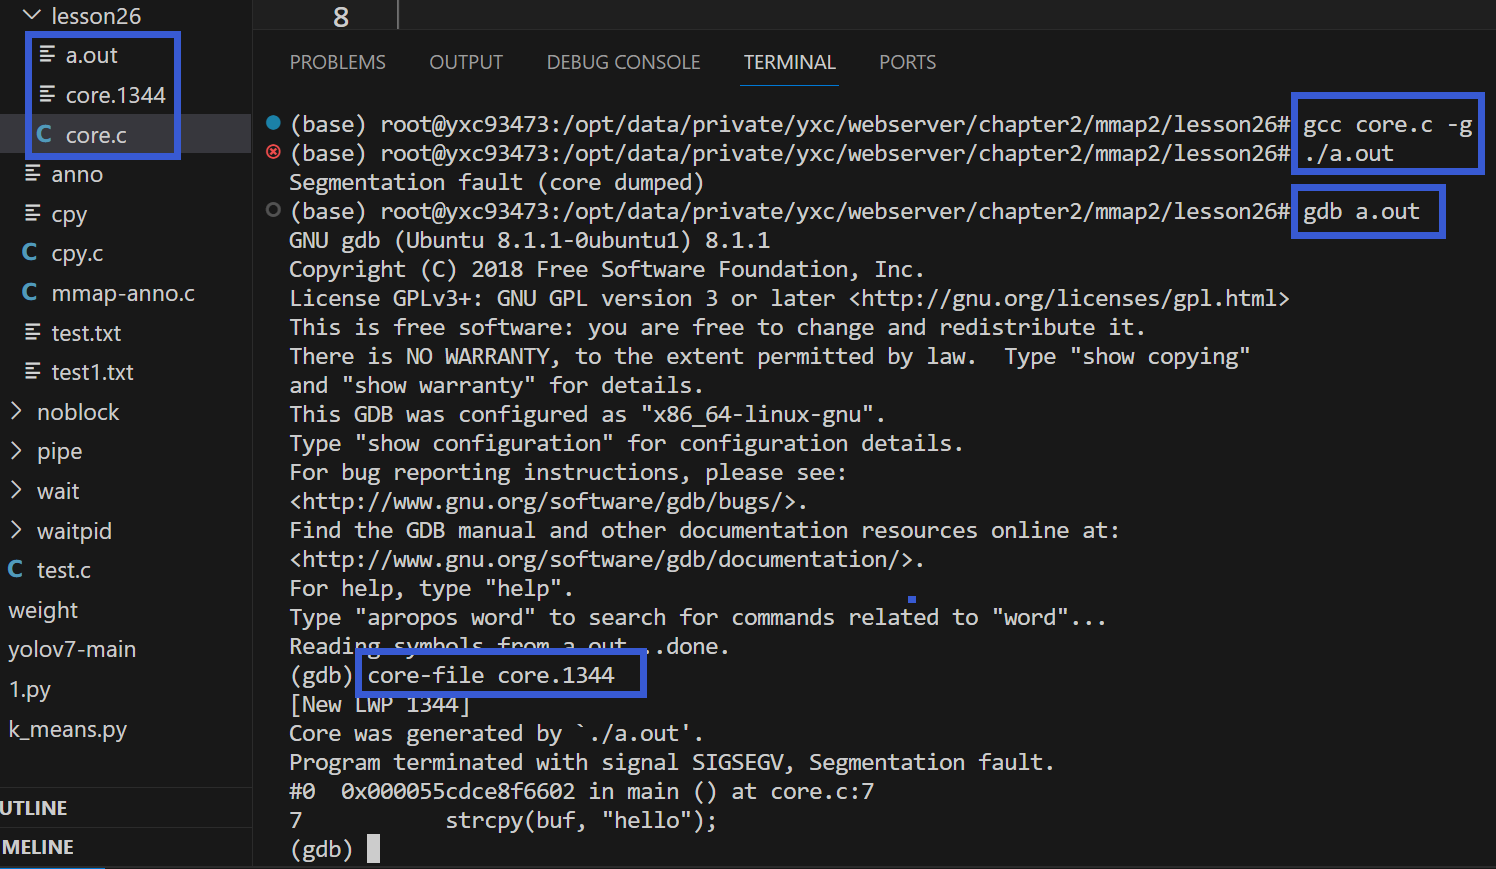 lesson26
a.out
core.1344
C core.c
anno
cpy
C cpy.c
C mmap-anno.c
test.txt
test1.txt
noblock
pipe
wait
waitpid
C test.c
weight
yolov7-main
1.py
k_means.py
UTLINE
MELINE
8
PROBLEMS OUTPUT DEBUG CONSOLE TERMINAL PORTS
(base) root@yxc93473:/opt/data/private/yxc/webserver/chapter2/mmap2/lesson26# gcc core.c -g
(base) root@yxc93473:/opt/data/private/yxc/webserver/chapter2/mmap2/lesson26# ./a.out
Segmentation fault (core dumped)
(base) root@yxc93473:/opt/data/private/yxc/webserver/chapter2/mmap2/lesson26# gdb a.out
GNU gdb (Ubuntu 8.1.1-0ubuntu1) 8.1.1
Copyright (C) 2018 Free Software Foundation, Inc.
License GPLv3+: GNU GPL version 3 or later <http://gnu.org/licenses/gpl.html>
This is free software: you are free to change and redistribute it.
There is NO WARRANTY, to the extent permitted by law.  Type "show copying"
and "show warranty" for details.
This GDB was configured as "x86_64-linux-gnu".
Type "show configuration" for configuration details.
For bug reporting instructions, please see:
<http://www.gnu.org/software/gdb/bugs/>.
Find the GDB manual and other documentation resources online at:
<http://www.gnu.org/software/gdb/documentation/>.
For help, type "help".
Type "apropos word" to search for commands related to "word"...
Reading symbols from a.out...done.
(gdb) core-file core.1344
[New LWP 1344]
Core was generated by `./a.out'.
Program terminated with signal SIGSEGV, Segmentation fault.
#0  0x000055cdce8f6602 in main () at core.c:7
7           strcpy(buf, "hello");
(gdb)